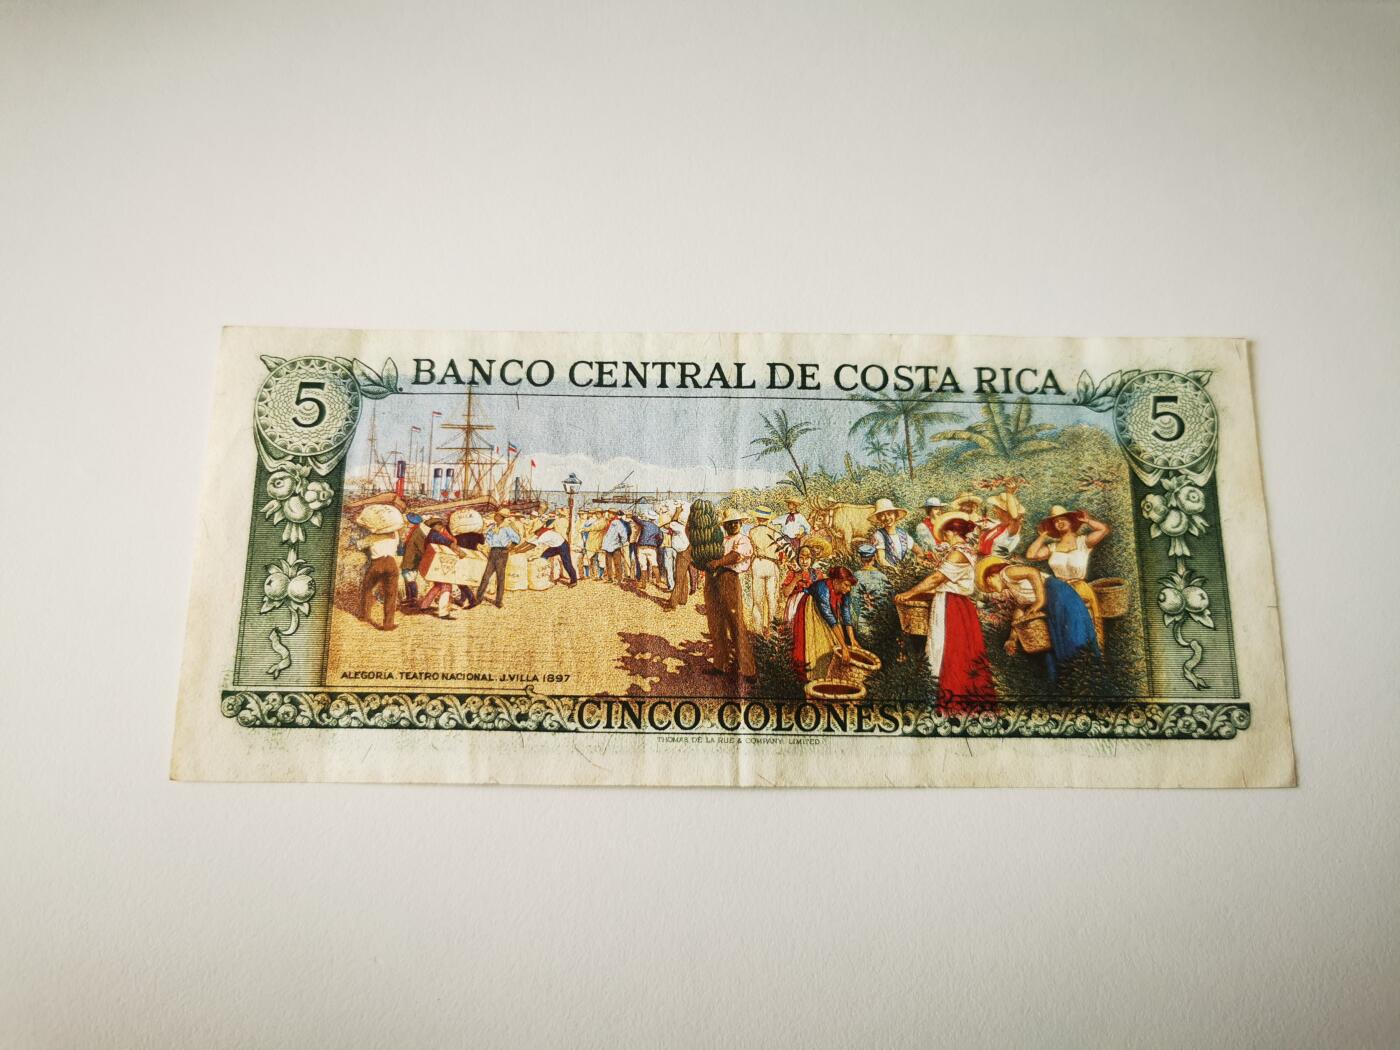 BANCO CENTRAL DE COSTA RICA
5
5
ALEGORIA. TEATRO NACIONAL. J.VILLA 1897
CINCO COLONES
THOMAS DE LA RUE & COMPANY, LIMITED.